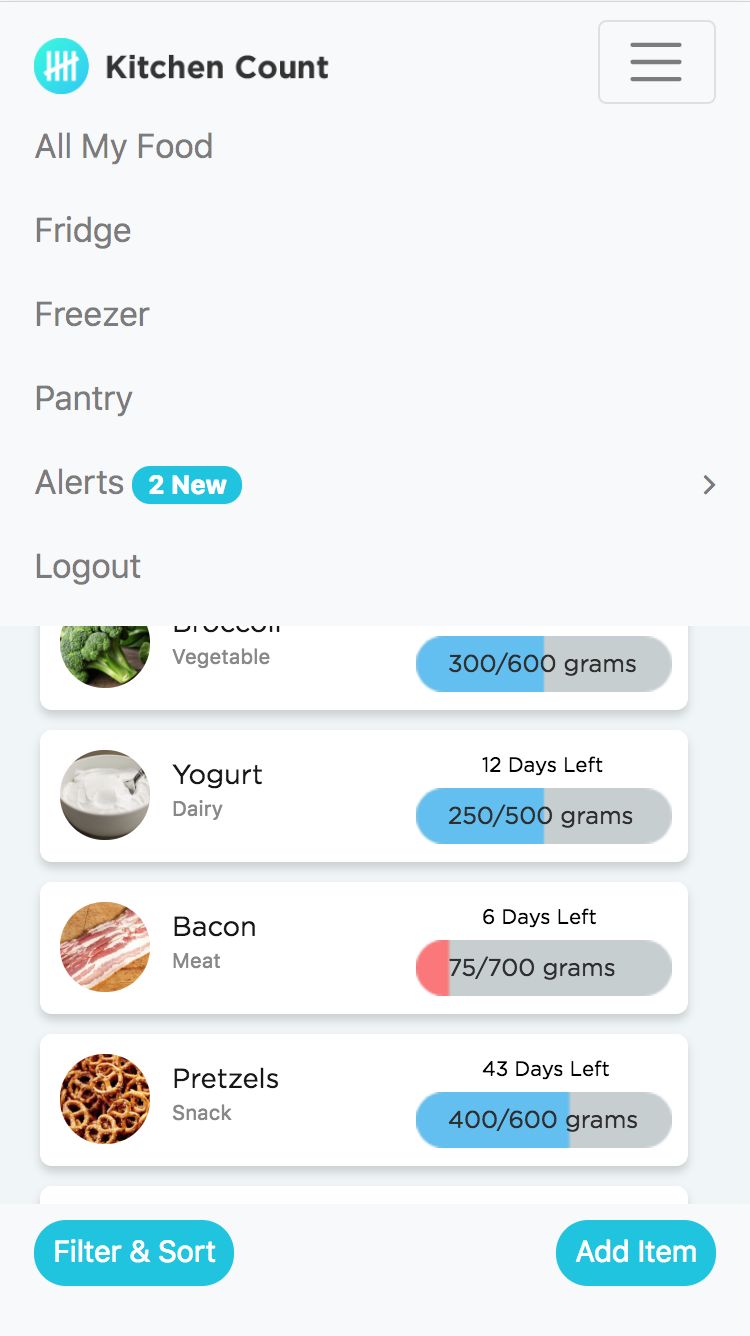 Kitchen Count
All My Food
Fridge
Freezer
Pantry
Alerts 2 New
Logout
Broccoli
Vegetable
300/600 grams
Yogurt
Dairy
12 Days Left
250/500 grams
Bacon
Meat
6 Days Left
75/700 grams
Pretzels
Snack
43 Days Left
400/600 grams
Filter & Sort
Add Item